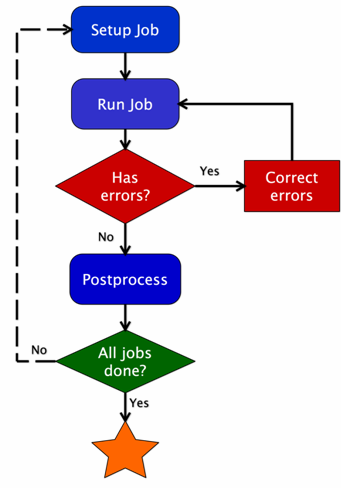 Setup Job
Run Job
Has
errors?
Yes
Correct
errors
No
Postprocess
All jobs
done?
No
Yes